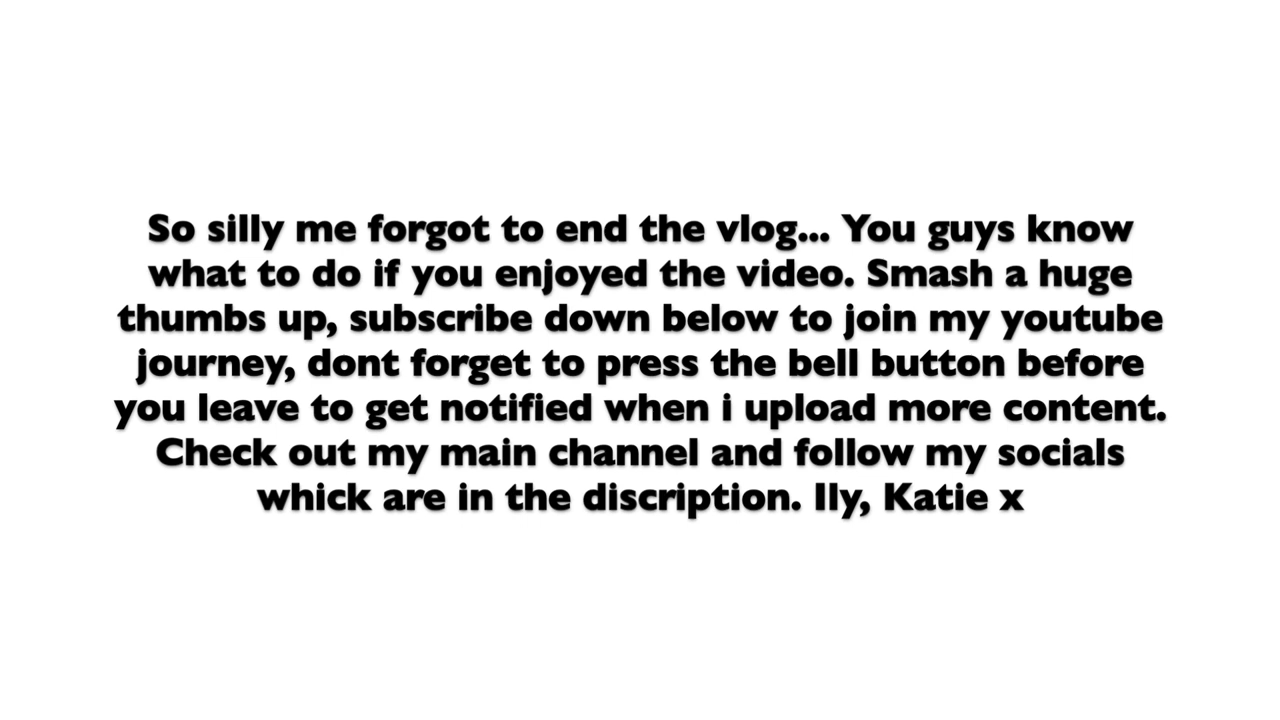 So silly me forgot to end the vlog... You guys know
what to do if you enjoyed the video. Smash a huge
thumbs up, subscribe down below to join my youtube
journey, dont forget to press the bell button before
you leave to get notified when i upload more content.
Check out my main channel and follow my socials
whick are in the discription. Ily, Katie x